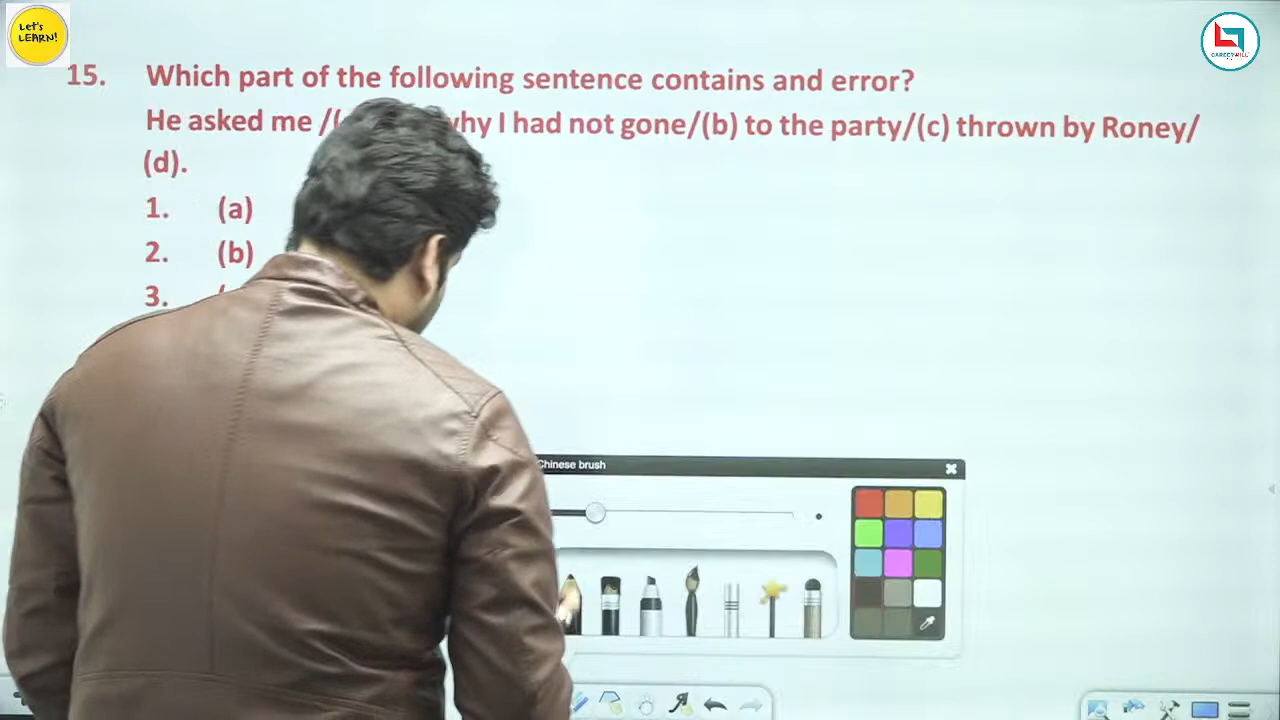 Let's
LEARN!
15. Which part of the following sentence contains and error?
He asked me /( why I had not gone/(b) to the party/(c) thrown by Roney/
(d).
1. (a)
2. (b)
3. (
Chinese brush